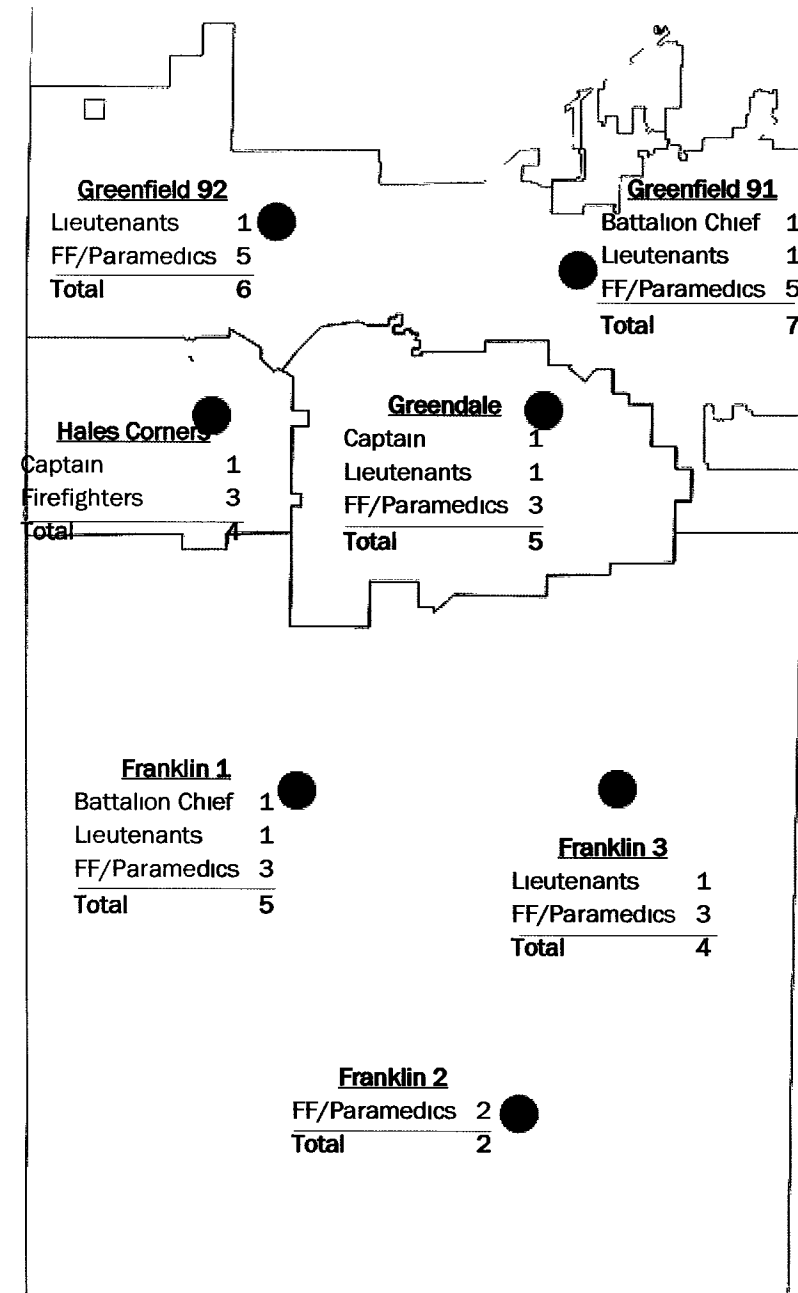 Greenfield 92
Lieutenants 1
FF/Paramedics 5
Total 6
Greenfield 91
Battalion Chief 1
Lieutenants 1
FF/Paramedics 5
Total 7
Hales Corners
Captain 1
Firefighters 3
Total 4
Greendale
Captain 1
Lieutenants 1
FF/Paramedics 3
Total 5
Franklin 1
Battalion Chief 1
Lieutenants 1
FF/Paramedics 3
Total 5
Franklin 3
Lieutenants 1
FF/Paramedics 3
Total 4
Franklin 2
FF/Paramedics 2
Total 2